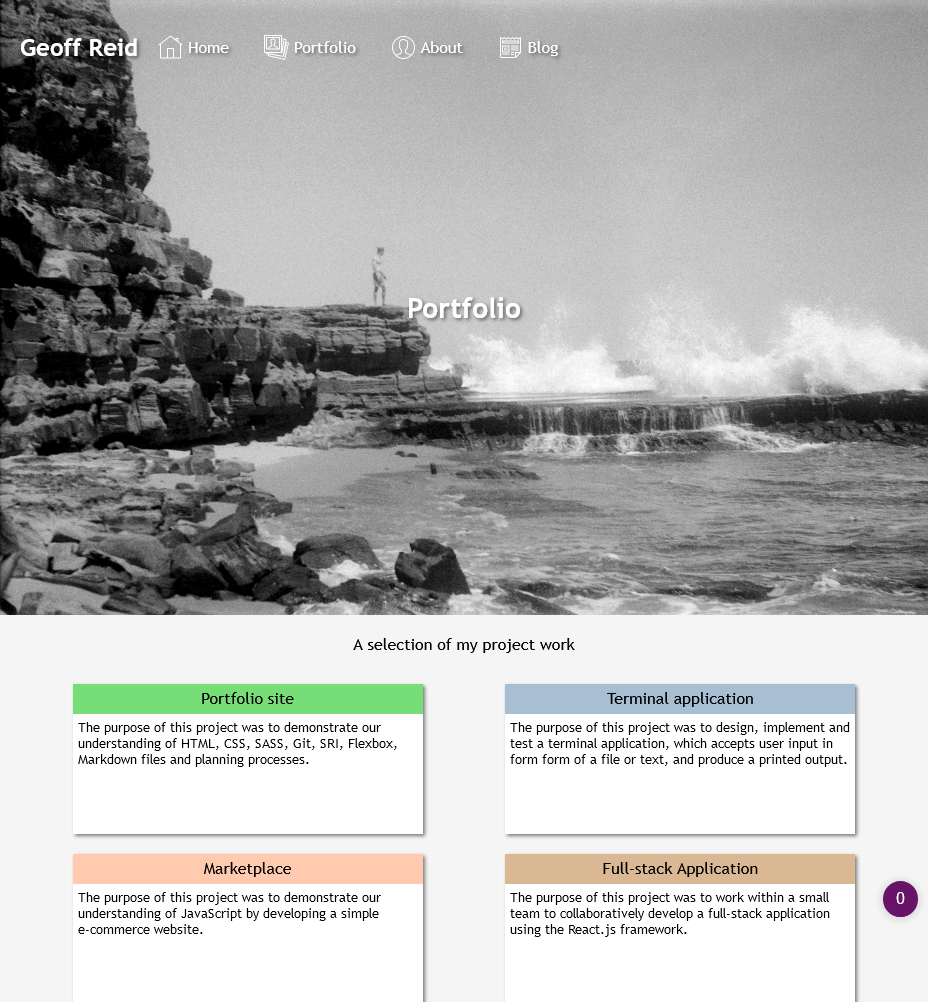 Geoff Reid Home Portfolio About Blog
Portfolio
A selection of my project work
Portfolio site
The purpose of this project was to demonstrate our
understanding of HTML, CSS, SASS, Git, SRI, Flexbox,
Markdown files and planning processes.
Terminal application
The purpose of this project was to design, implement and
test a terminal application, which accepts user input in
form form of a file or text, and produce a printed output.
Marketplace
The purpose of this project was to demonstrate our
understanding of JavaScript by developing a simple
e-commerce website.
Full-stack Application
The purpose of this project was to work within a small
team to collaboratively develop a full-stack application
using the React.js framework.
0